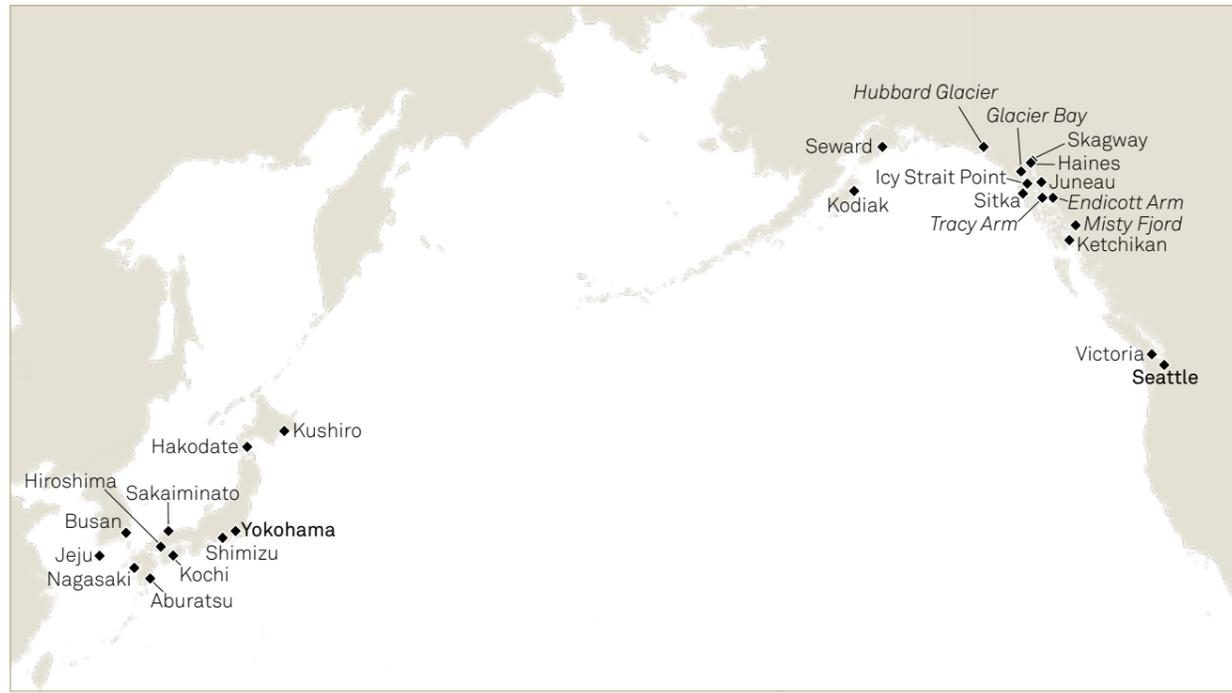 Hubbard Glacier
Glacier Bay
Skagway
Seward
Haines
Icy Strait Point
Juneau
Kodiak
Sitka
Endicott Arm
Tracy Arm
Misty Fjord
Ketchikan
Victoria
Seattle
Kushiro
Hakodate
Hiroshima
Sakaiminato
Busan
Yokohama
Jeju
Shimizu
Nagasaki
Kochi
Aburatsu